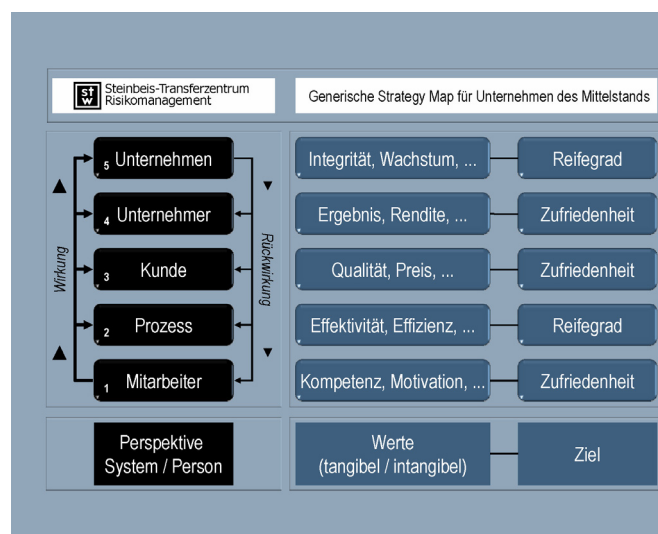 st
w
Steinbeis-Transferzentrum
Risikomanagement
Generische Strategy Map für Unternehmen des Mittelstands
5 Unternehmen
Integrität, Wachstum, ...
Reifegrad
4 Unternehmer
Ergebnis, Rendite, ...
Zufriedenheit
3 Kunde
Qualität, Preis, ...
Zufriedenheit
2 Prozess
Effektivität, Effizienz, ...
Reifegrad
1 Mitarbeiter
Kompetenz, Motivation, ...
Zufriedenheit
Wirkung
Rückwirkung
Perspektive
System / Person
Werte
(tangibel / intangibel)
Ziel